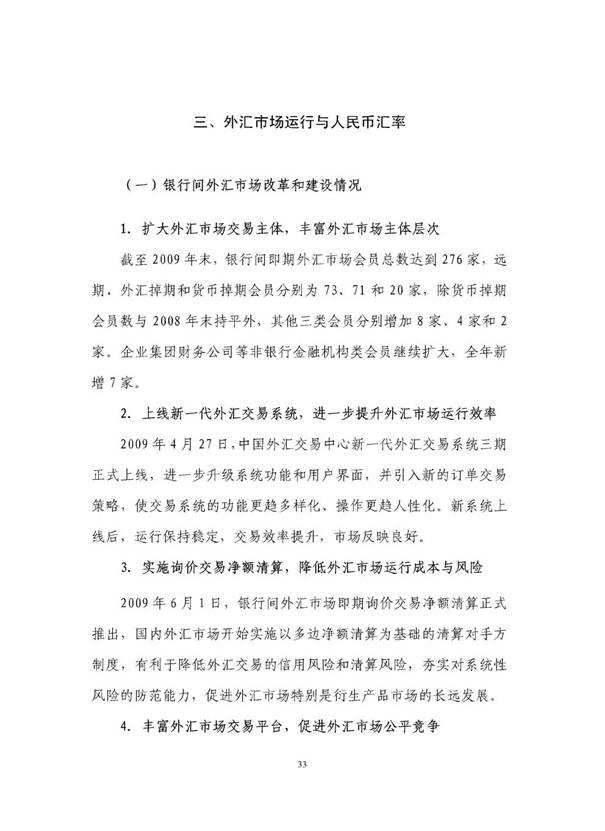 三、外汇市场运行与人民币汇率
（一）银行间外汇市场改革和建设情况
1．扩大外汇市场交易主体，丰富外汇市场主体层次
截至 2009 年末，银行间即期外汇市场会员总数达到 276 家，远
期、外汇掉期和货币掉期会员分别为 73、71 和 20 家，除货币掉期
会员数与 2008 年末持平外，其他三类会员分别增加 8 家、4 家和 2
家。企业集团财务公司等非银行金融机构类会员继续扩大，全年新
增 7 家。
2．上线新一代外汇交易系统，进一步提升外汇市场运行效率
2009 年 4 月 27 日，中国外汇交易中心新一代外汇交易系统三期
正式上线，进一步升级系统功能和用户界面，并引入新的订单交易
策略，使交易系统的功能更趋多样化、操作更趋人性化。新系统上
线后，运行保持稳定，交易效率提升，市场反映良好。
3．实施询价交易净额清算，降低外汇市场运行成本与风险
2009 年 6 月 1 日，银行间外汇市场即期询价交易净额清算正式
推出，国内外汇市场开始实施以多边净额清算为基础的清算对手方
制度，有利于降低外汇交易的信用风险和清算风险，夯实对系统性
风险的防范能力，促进外汇市场特别是衍生产品市场的长远发展。
4．丰富外汇市场交易平台，促进外汇市场公平竞争
33